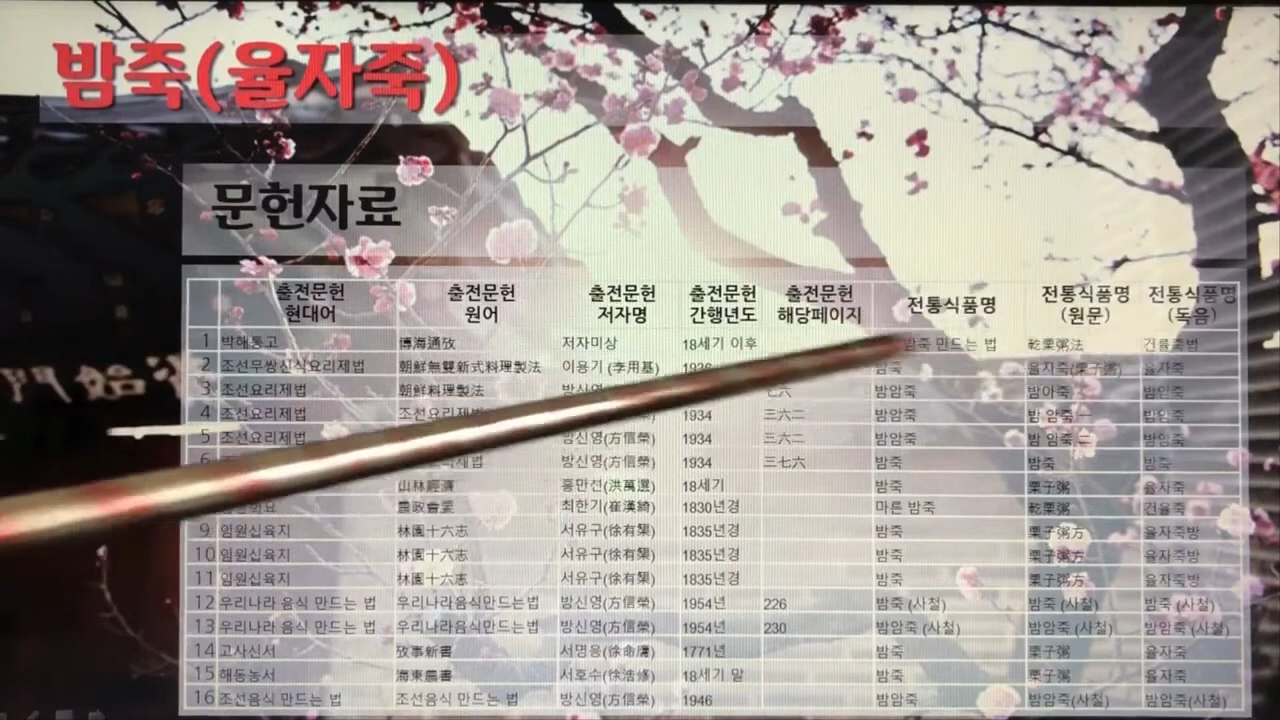 밤죽(율자죽)
문헌자료
출전문헌 현대어 출전문헌 원어 출전문헌 저자명 출전문헌 간행년도 출전문헌 해당페이지 전통식품명 전통식품명 (원문) 전통식품명 (독음)
1 박해통고 博海通攷 저자미상 18세기 이후 밤죽 만드는 법 乾栗粥法 건률죽법
2 조선무쌍신식요리제법 朝鮮無雙新式料理製法 이용기 (李用基) 밤죽 율자죽(栗子粥) 율자죽
3 조선요리제법 朝鮮料理製法 밤암죽 밤아죽 밤암죽
4 조선요리제법 조선요리제법 1934 三六二 밤암죽 밤 암죽 一 밤암죽
5 조선요리제법 방신영(方信榮) 1934 三六二 밤암죽 밤 암죽 二 밤암죽
6 방신영(方信榮) 1934 三七六 밤죽 밤죽 밤죽
山林經濟 홍만선(洪萬選) 18세기 밤죽 栗子粥 율자죽
農政會要 최한기(崔漢綺) 1830년경 마른 밤죽 乾栗粥 건율죽
9 임원십육지 林園十六志 서유구(徐有榘) 1835년경 밤죽 栗子粥方 율자죽방
10 임원십육지 林園十六志 서유구(徐有榘) 1835년경 밤죽 栗子粥方 율자죽방
11 임원십육지 林園十六志 서유구(徐有榘) 1835년경 밤죽 栗子粥方 율자죽방
12 우리나라 음식 만드는 법 우리나라음식만드는법 방신영(方信榮) 1954년 226 밤죽 (사철) 밤죽 (사철) 밤죽 (사철)
13 우리나라 음식 만드는 법 우리나라음식만드는법 방신영(方信榮) 1954년 230 밤암죽 (사철) 밤암죽 (사철) 밤암죽 (사철)
14 고사신서 攷事新書 서명응(徐命膺) 1771년 밤죽 栗子粥 율자죽
15 해동농서 海東農書 서호수(徐浩修) 18세기 말 밤죽 栗子粥 율자죽
16 조선음식 만드는 법 조선음식 만드는 법 방신영(方信榮) 1946 밤암죽 밤암죽(사철) 밤암죽(사철)